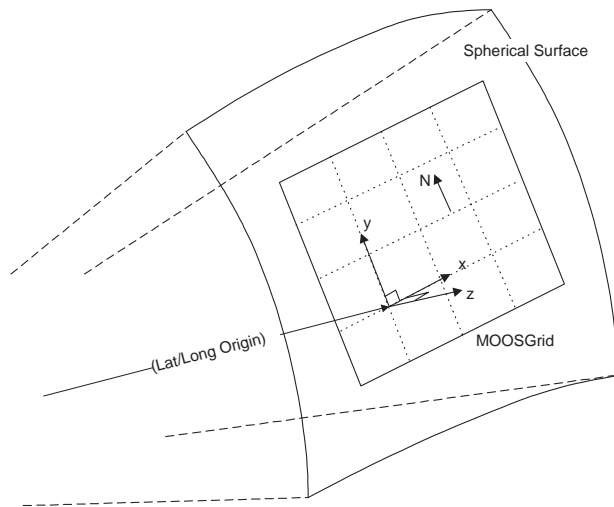 Spherical Surface
N
y
x
z
MOOSGrid
(Lat/Long Origin)